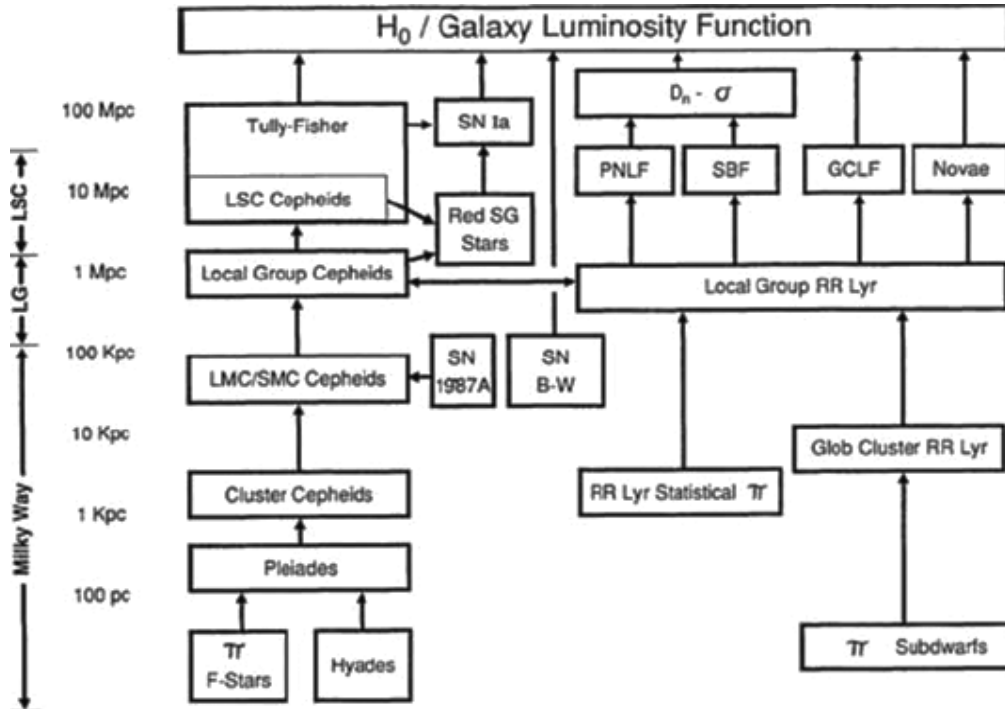 H₀ / Galaxy Luminosity Function
100 Mpc
Tully-Fisher
SN Ia
Dₙ - σ
PNLF
SBF
GCLF
Novae
LSC
10 Mpc
LSC Cepheids
Red SG
Stars
LG
1 Mpc
Local Group Cepheids
Local Group RR Lyr
100 Kpc
LMC/SMC Cepheids
SN
1987A
SN
B-W
10 Kpc
Glob Cluster RR Lyr
Milky Way
Cluster Cepheids
RR Lyr Statistical π
1 Kpc
Pleiades
100 pc
π
F-Stars
Hyades
π Subdwarfs